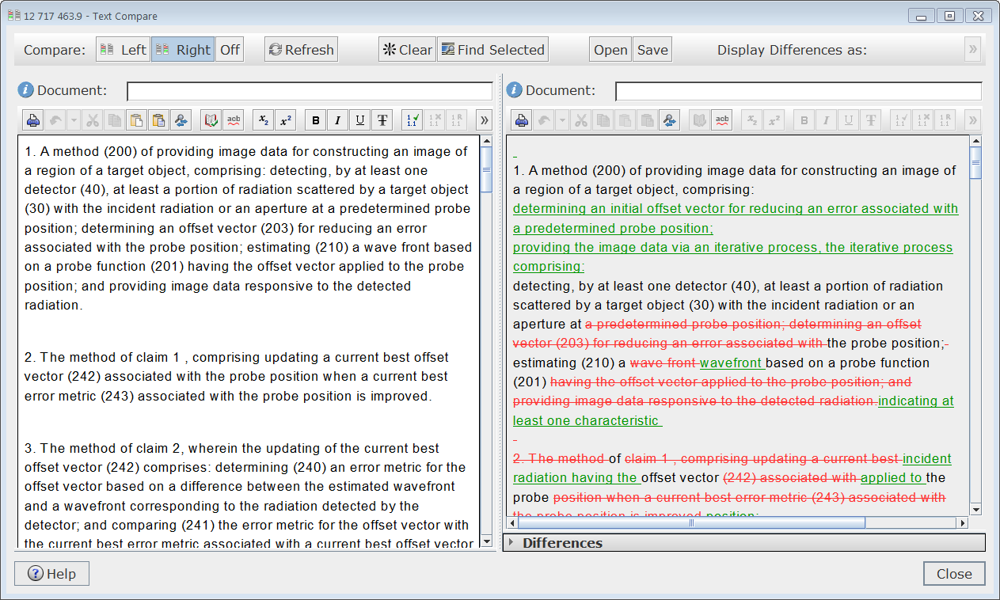 12 717 463.9 - Text Compare
Compare: Left Right Off Refresh Clear Find Selected Open Save Display Differences as: »
Document:
1. A method (200) of providing image data for constructing an image of
a region of a target object, comprising: detecting, by at least one
detector (40), at least a portion of radiation scattered by a target object
(30) with the incident radiation or an aperture at a predetermined probe
position; determining an offset vector (203) for reducing an error
associated with the probe position; estimating (210) a wave front based
on a probe function (201) having the offset vector applied to the probe
position; and providing image data responsive to the detected
radiation.
2. The method of claim 1 , comprising updating a current best offset
vector (242) associated with the probe position when a current best
error metric (243) associated with the probe position is improved.
3. The method of claim 2, wherein the updating of the current best
offset vector (242) comprises: determining (240) an error metric for the
offset vector based on a difference between the estimated wavefront
and a wavefront corresponding to the radiation detected by the
detector; and comparing (241) the error metric for the offset vector with
the current best error metric associated with a current best offset vector
Document:
1. A method (200) of providing image data for constructing an image of
a region of a target object, comprising:
determining an initial offset vector for reducing an error associated with
a predetermined probe position;
providing the image data via an iterative process, the iterative process
comprising:
detecting, by at least one detector (40), at least a portion of radiation
scattered by a target object (30) with the incident radiation or an
aperture at a predetermined probe position; determining an offset
vector (203) for reducing an error associated with the probe position;
estimating (210) a wave front wavefront based on a probe function
(201) having the offset vector applied to the probe position; and
providing image data responsive to the detected radiation. indicating at
least one characteristic
2. The method of claim 1 , comprising updating a current best incident
radiation having the offset vector (242) associated with applied to the
probe position when a current best error metric (243) associated with
the probe position is improved position;
Differences
Help
Close